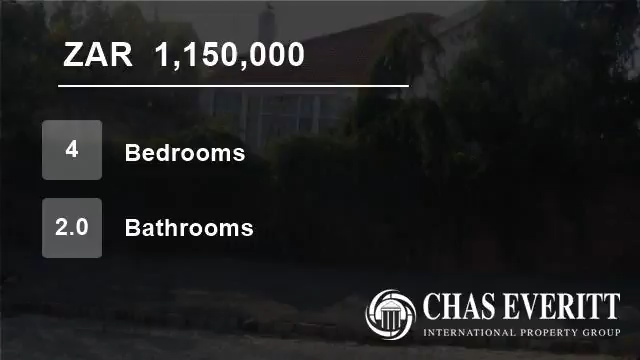 ZAR 1,150,000
4 Bedrooms
2.0 Bathrooms
CHAS EVERITT
INTERNATIONAL PROPERTY GROUP